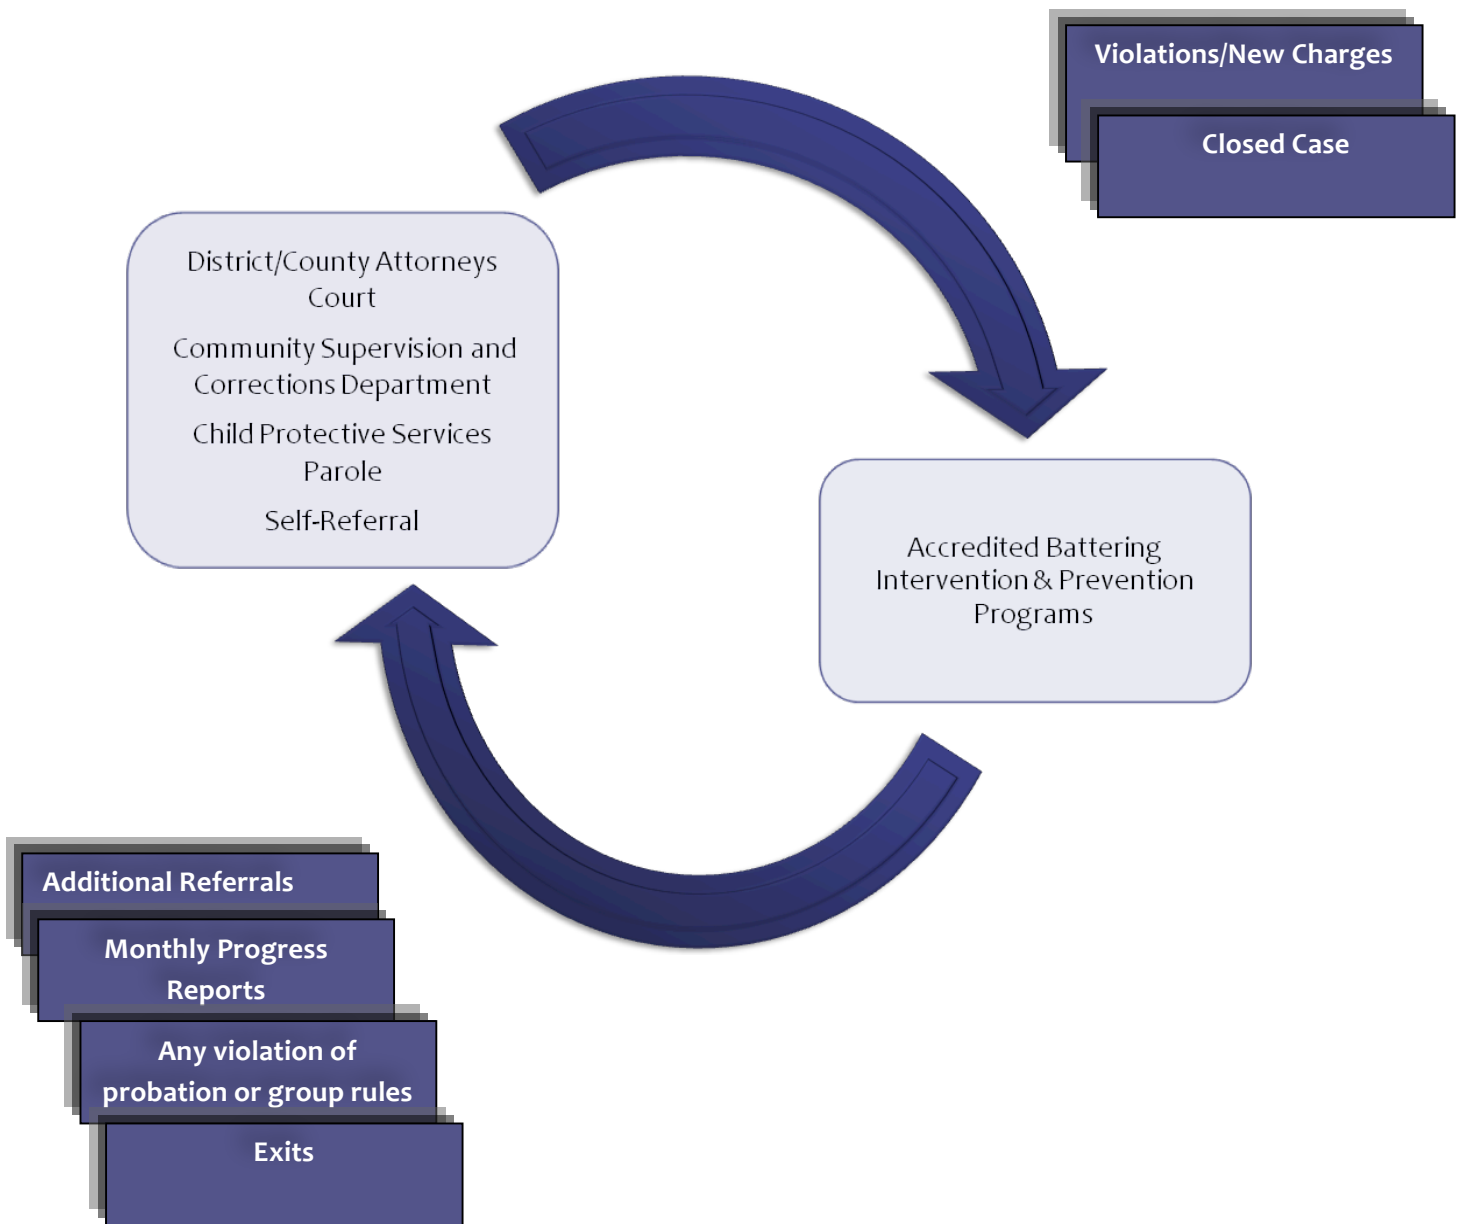 Violations/New Charges
Closed Case
District/County Attorneys
Court
Community Supervision and
Corrections Department
Child Protective Services
Parole
Self-Referral
Accredited Battering
Intervention & Prevention
Programs
Additional Referrals
Monthly Progress
Reports
Any violation of
probation or group rules
Exits